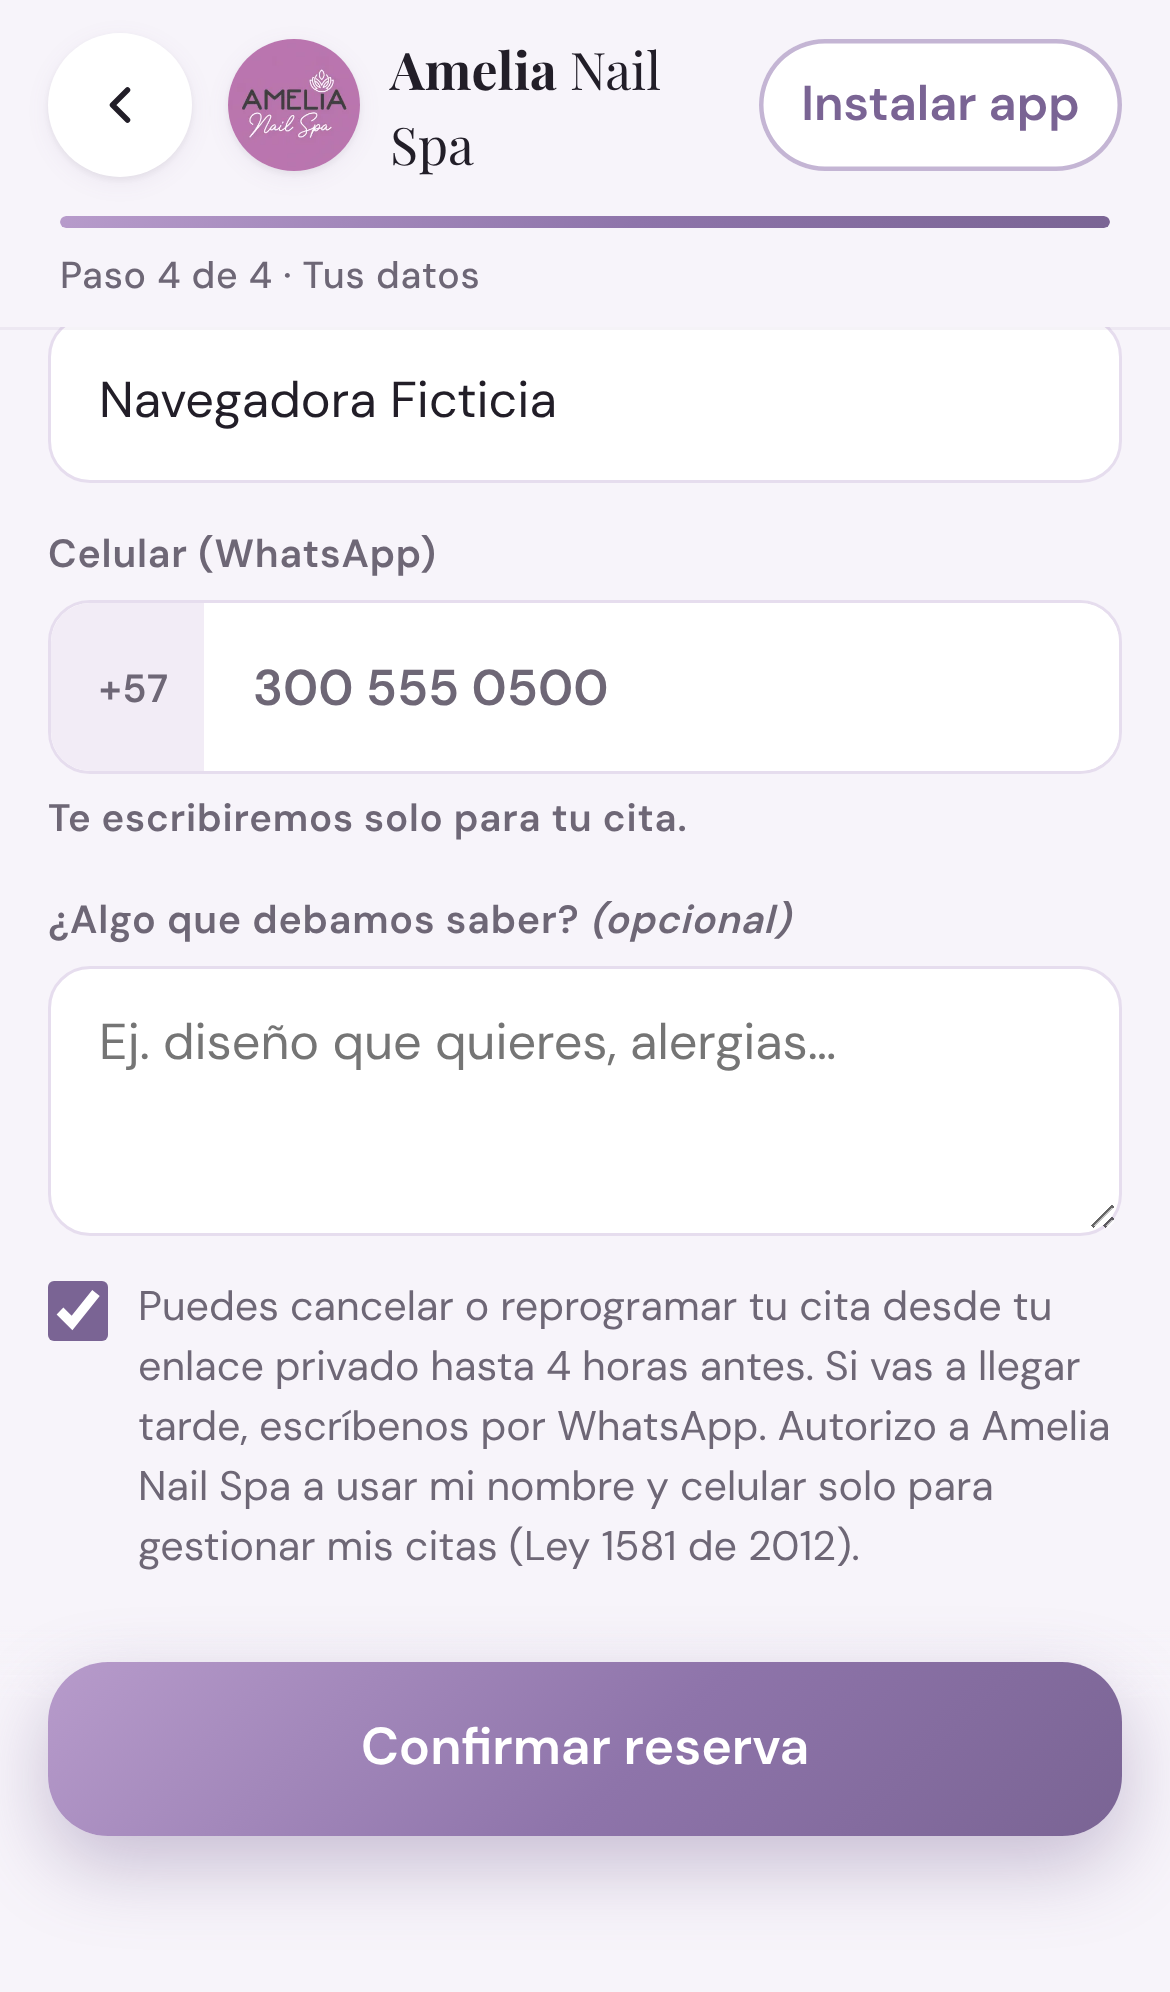 AMELIA
Nail Spa
Amelia Nail
Spa
Instalar app
Paso 4 de 4 · Tus datos
Navegadora Ficticia
Celular (WhatsApp)
+57
300 555 0500
Te escribiremos solo para tu cita.
¿Algo que debamos saber? (opcional)
Ej. diseño que quieres, alergias...
Puedes cancelar o reprogramar tu cita desde tu
enlace privado hasta 4 horas antes. Si vas a llegar
tarde, escríbenos por WhatsApp. Autorizo a Amelia
Nail Spa a usar mi nombre y celular solo para
gestionar mis citas (Ley 1581 de 2012).
Confirmar reserva